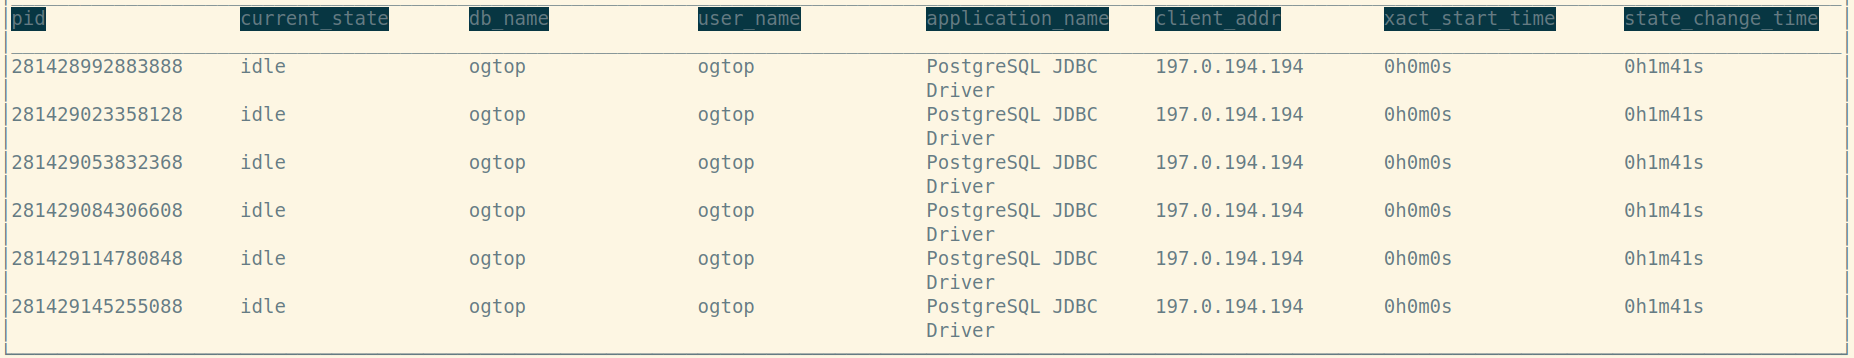 pid current_state db_name user_name application_name client_addr xact_start_time state_change_time
281428992883888 idle ogtop ogtop PostgreSQL JDBC 197.0.194.194 0h0m0s 0h1m41s
Driver
281429023358128 idle ogtop ogtop PostgreSQL JDBC 197.0.194.194 0h0m0s 0h1m41s
Driver
281429053832368 idle ogtop ogtop PostgreSQL JDBC 197.0.194.194 0h0m0s 0h1m41s
Driver
281429084306608 idle ogtop ogtop PostgreSQL JDBC 197.0.194.194 0h0m0s 0h1m41s
Driver
281429114780848 idle ogtop ogtop PostgreSQL JDBC 197.0.194.194 0h0m0s 0h1m41s
Driver
281429145255088 idle ogtop ogtop PostgreSQL JDBC 197.0.194.194 0h0m0s 0h1m41s
Driver